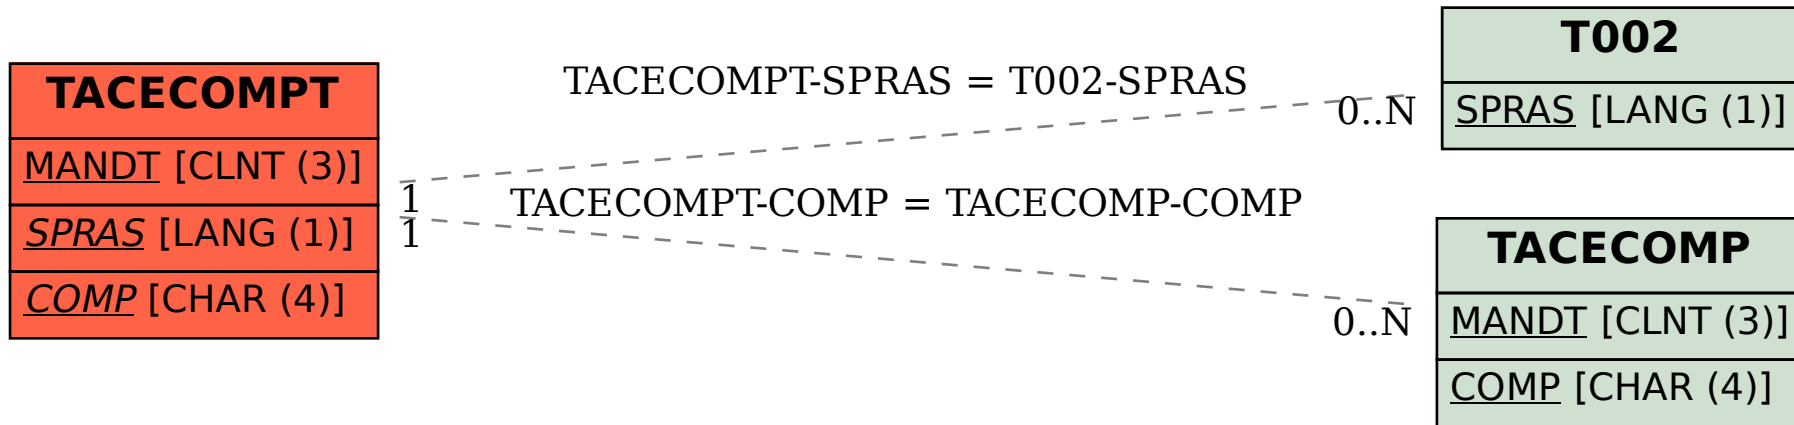 TACECOMPT
MANDT [CLNT (3)]
SPRAS [LANG (1)]
COMP [CHAR (4)]
TACECOMPT-SPRAS = T002-SPRAS
1
0..N
TACECOMPT-COMP = TACECOMP-COMP
1
0..N
T002
SPRAS [LANG (1)]
TACECOMP
MANDT [CLNT (3)]
COMP [CHAR (4)]